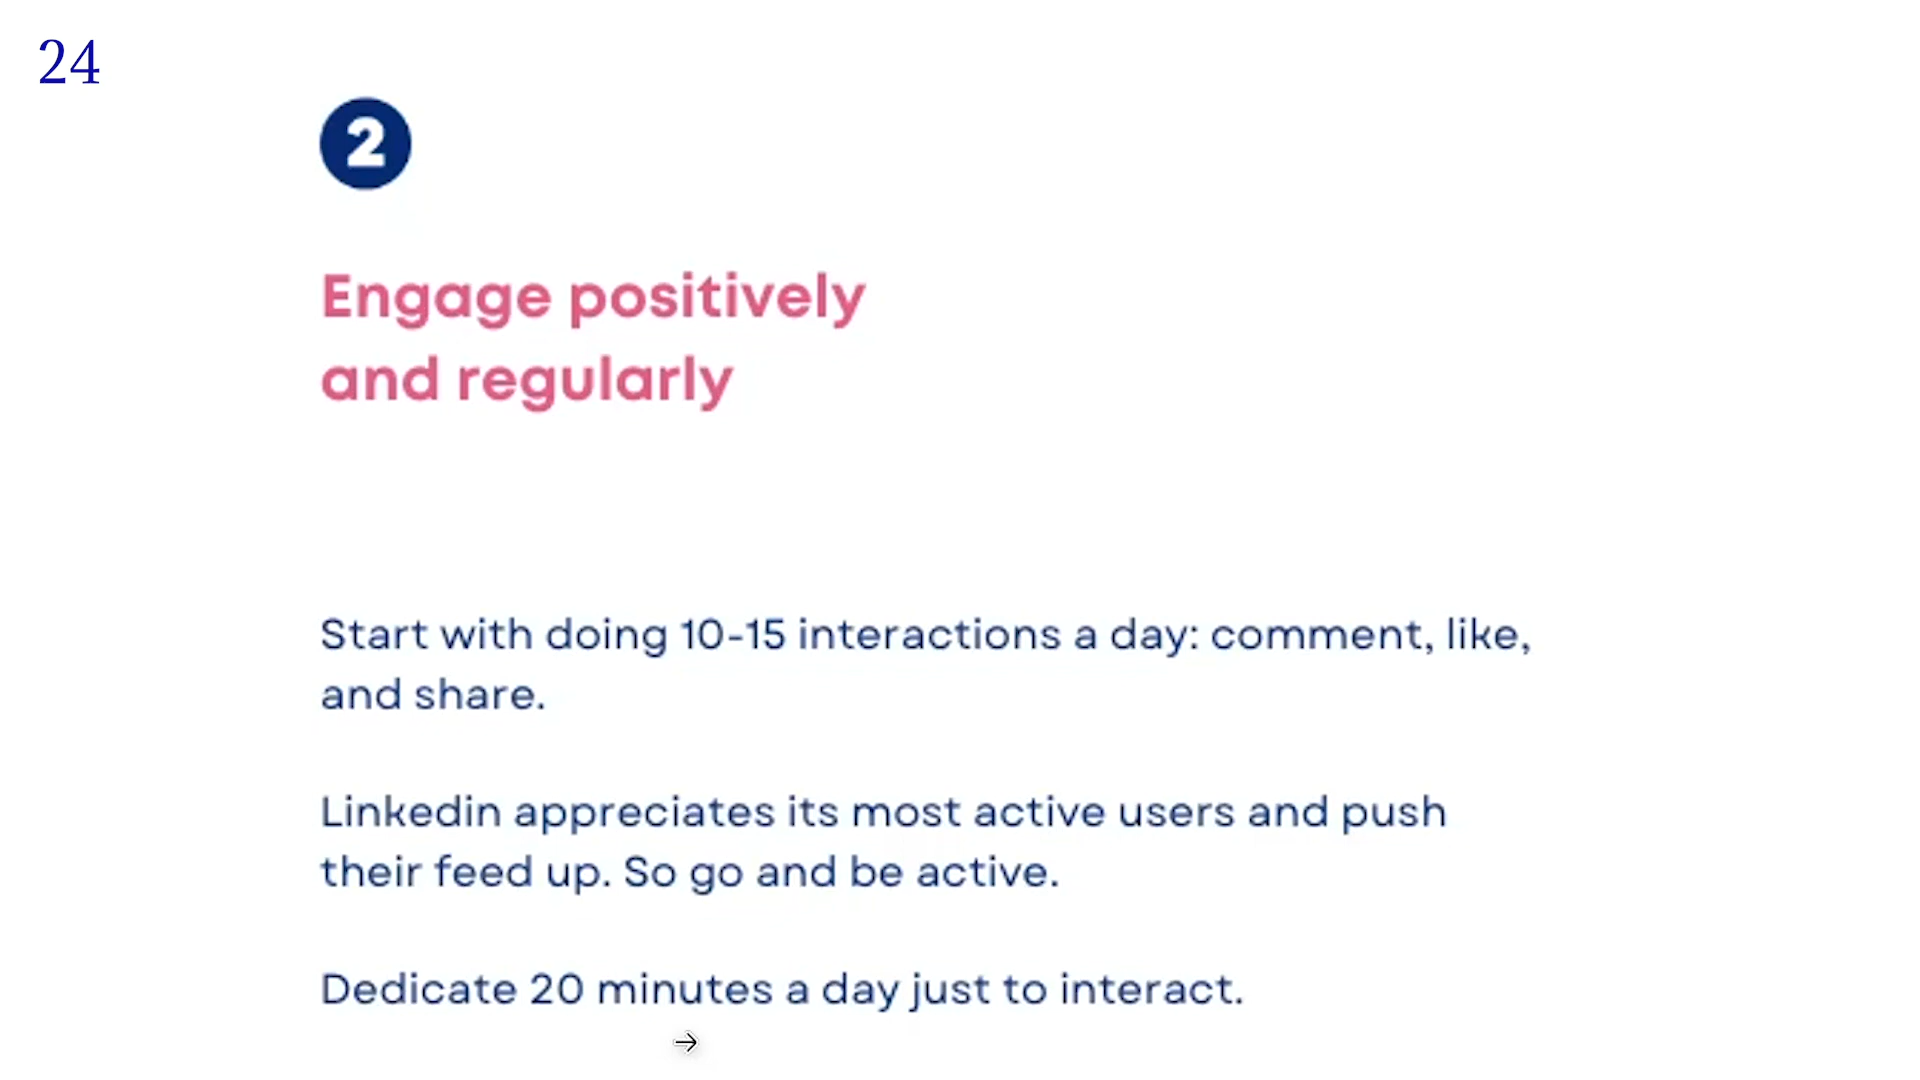 24
2
Engage positively
and regularly
Start with doing 10-15 interactions a day: comment, like,
and share.
Linkedin appreciates its most active users and push
their feed up. So go and be active.
Dedicate 20 minutes a day just to interact.
→